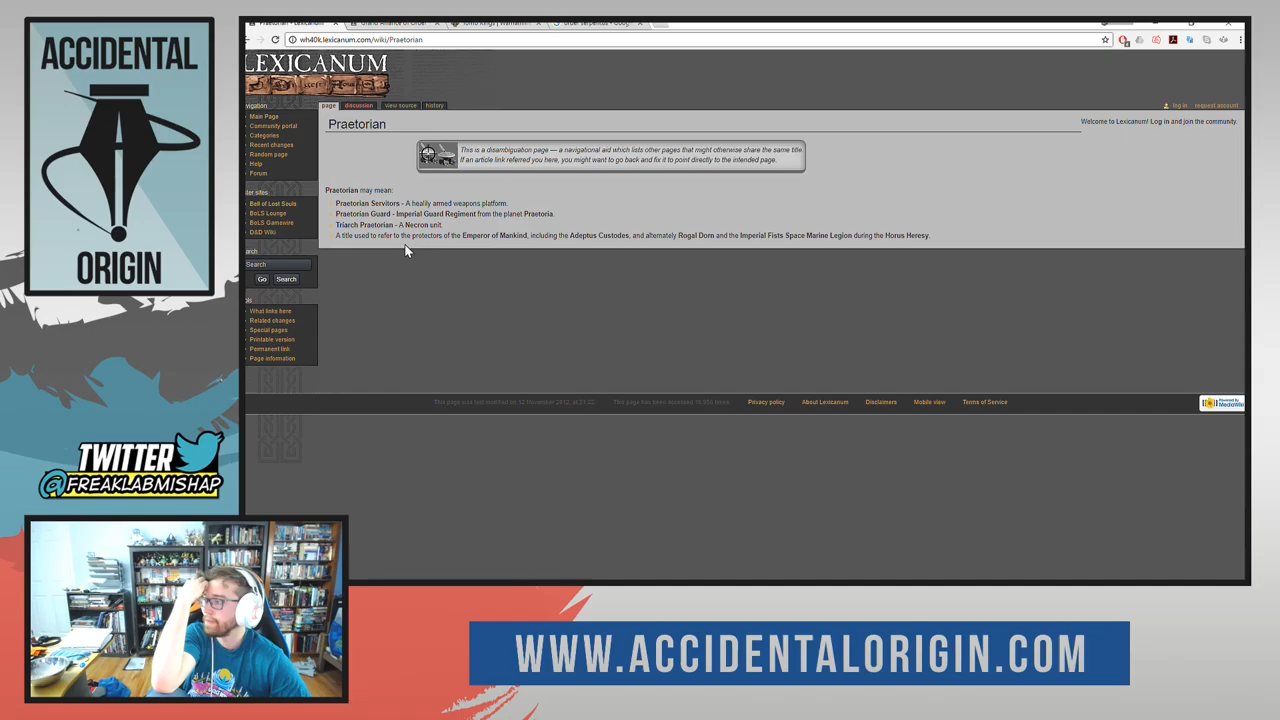 ACCIDENTAL
ORIGIN
TWITTER
@FREAKLABMISHAP
wh40k.lexicanum.com/wiki/Praetorian
LEXICANUM
page
discussion
view source
history
log in
request account
Main Page
Community portal
Categories
Recent changes
Random page
Help
Forum
Bell of Lost Souls
BoLS Lounge
BoLS Gamewire
D&D Wiki
Search
Go
Search
What links here
Related changes
Special pages
Printable version
Permanent link
Page information
Praetorian
Welcome to Lexicanum! Log in and join the community.
This is a disambiguation page — a navigational aid which lists other pages that might otherwise share the same title
If an article link referred you here, you might want to go back and fix it to point directly to the intended page.
Praetorian may mean:
Praetorian Servitors - A healily armed weapons platform.
Praetorian Guard - Imperial Guard Regiment from the planet Praetoria.
Triarch Praetorian - A Necron unit.
A title used to refer to the protectors of the Emperor of Mankind, including the Adeptus Custodes, and alternately Rogal Dorn and the Imperial Fists Space Marine Legion during the Horus Heresy.
Privacy policy
About Lexicanum
Disclaimers
Mobile view
Terms of Service
Powered By
MediaWiki
WWW.ACCIDENTALORIGIN.COM